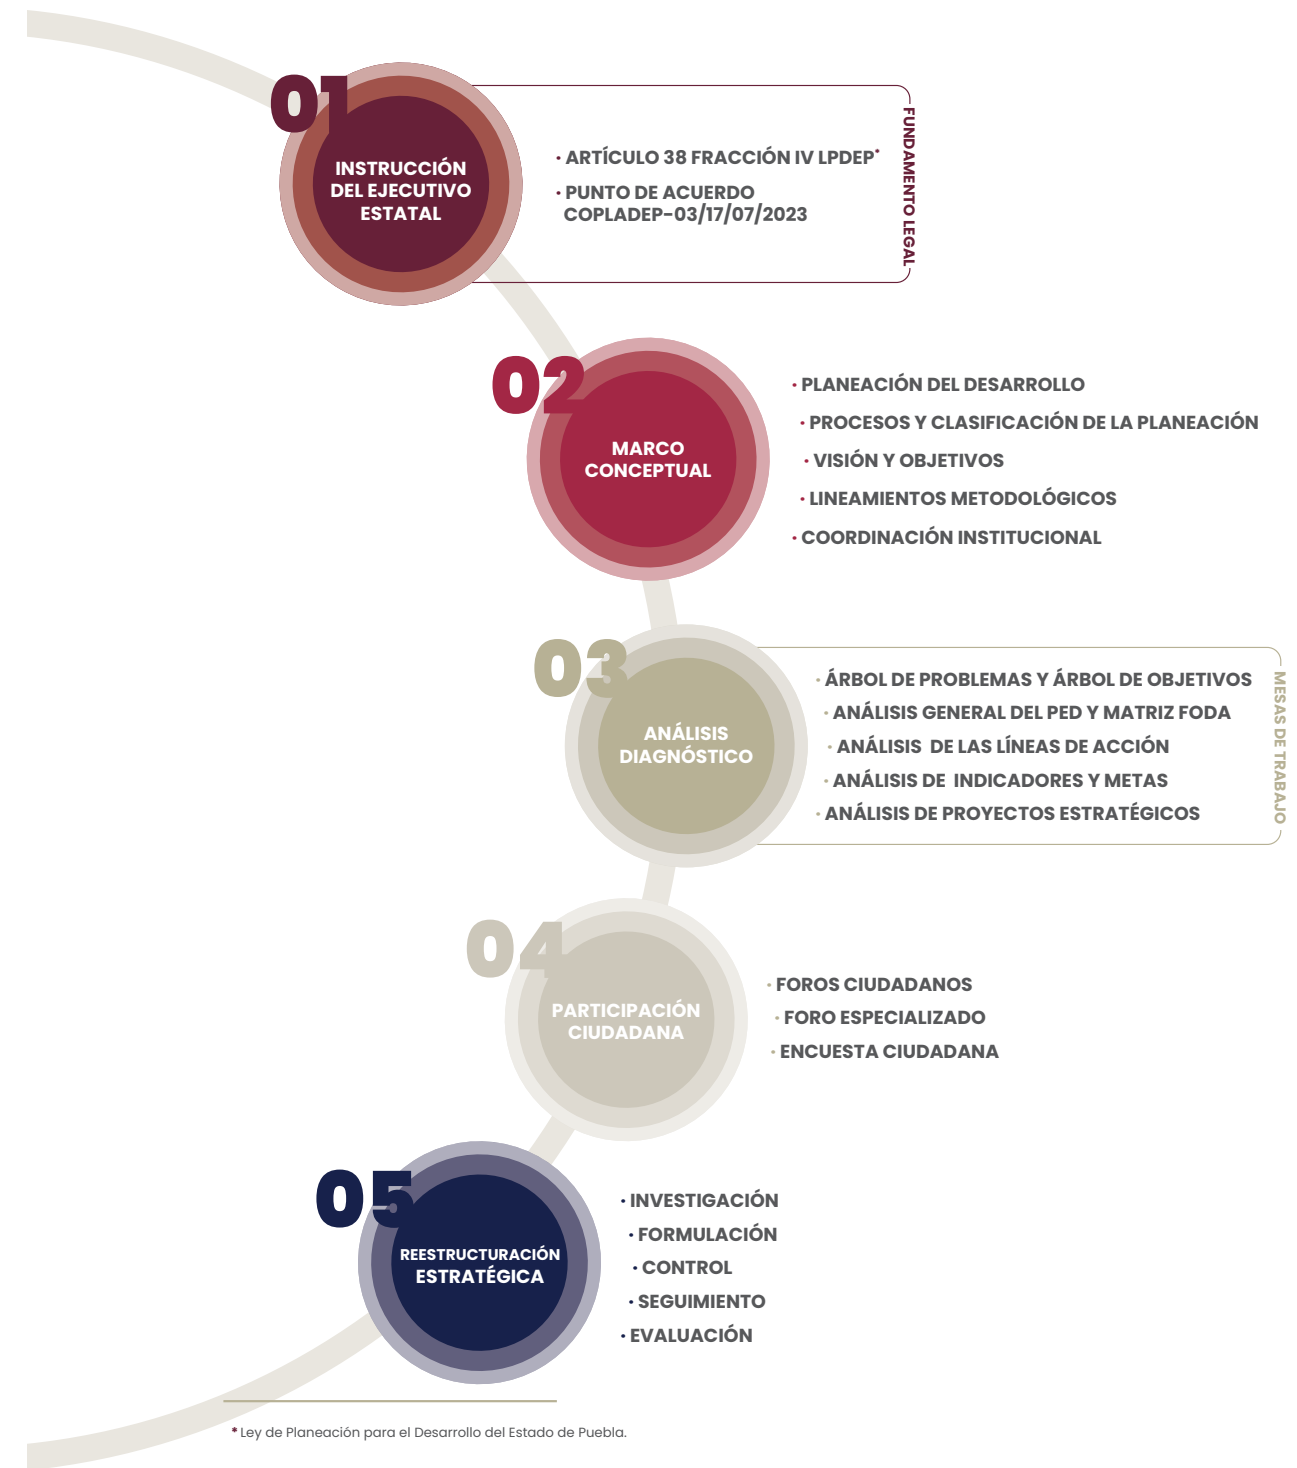 01
INSTRUCCIÓN
DEL EJECUTIVO
ESTATAL
· ARTÍCULO 38 FRACCIÓN IV LPDEP*
· PUNTO DE ACUERDO
COPLADEP-03/17/07/2023
FUNDAMENTO LEGAL
02
MARCO
CONCEPTUAL
· PLANEACIÓN DEL DESARROLLO
· PROCESOS Y CLASIFICACIÓN DE LA PLANEACIÓN
· VISIÓN Y OBJETIVOS
· LINEAMIENTOS METODOLÓGICOS
· COORDINACIÓN INSTITUCIONAL
03
ANÁLISIS
DIAGNÓSTICO
· ÁRBOL DE PROBLEMAS Y ÁRBOL DE OBJETIVOS
· ANÁLISIS GENERAL DEL PED Y MATRIZ FODA
· ANÁLISIS DE LAS LÍNEAS DE ACCIÓN
· ANÁLISIS DE INDICADORES Y METAS
· ANÁLISIS DE PROYECTOS ESTRATÉGICOS
MESAS DE TRABAJO
04
PARTICIPACIÓN
CIUDADANA
· FOROS CIUDADANOS
· FORO ESPECIALIZADO
· ENCUESTA CIUDADANA
05
REESTRUCTURACIÓN
ESTRATÉGICA
· INVESTIGACIÓN
· FORMULACIÓN
· CONTROL
· SEGUIMIENTO
· EVALUACIÓN
* Ley de Planeación para el Desarrollo del Estado de Puebla.